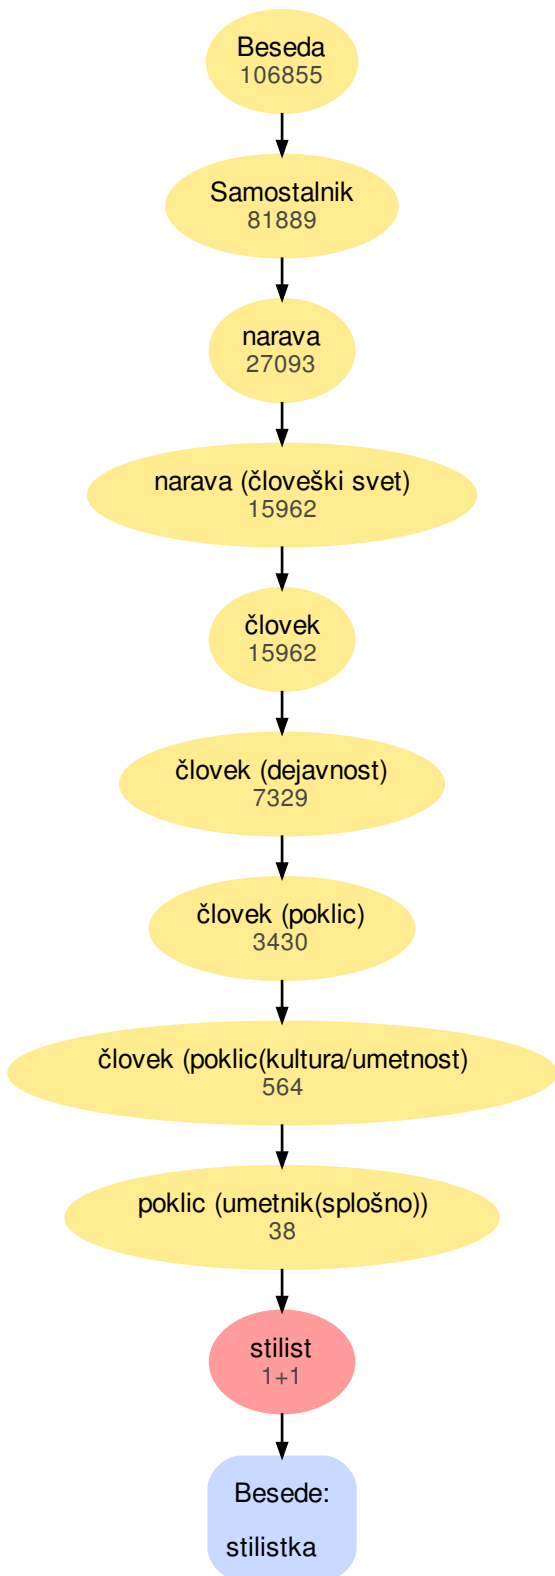 Beseda
106855
Samostalnik
81889
narava
27093
narava (človeški svet)
15962
človek
15962
človek (dejavnost)
7329
človek (poklic)
3430
človek (poklic(kultura/umetnost)
564
poklic (umetnik(splošno))
38
stilist
1+1
Besede:
stilistka